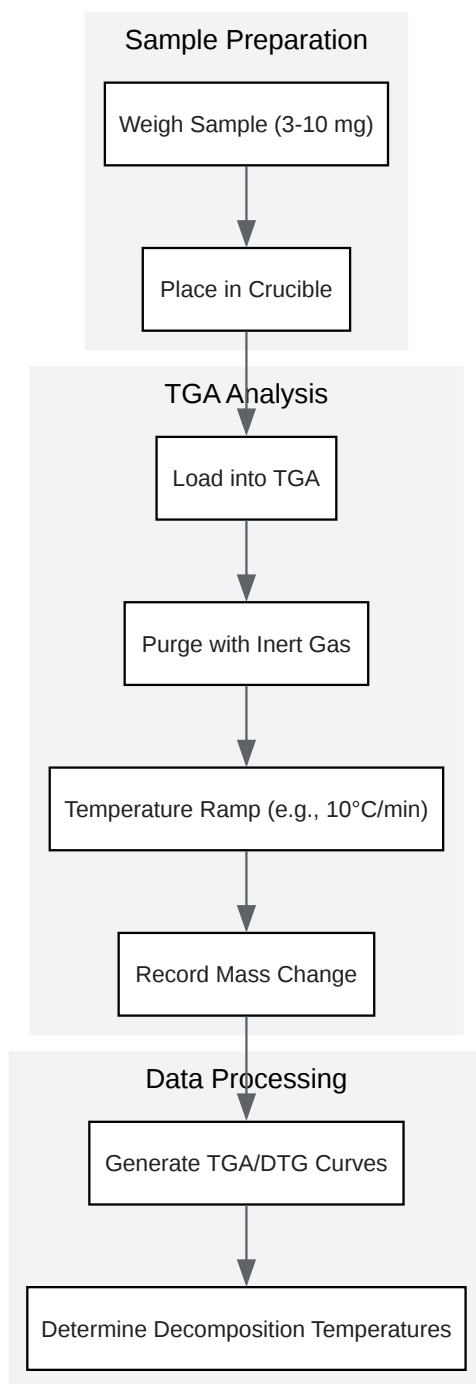 Sample Preparation
Weigh Sample (3-10 mg)
Place in Crucible
TGA Analysis
Load into TGA
Purge with Inert Gas
Temperature Ramp (e.g., 10°C/min)
Record Mass Change
Data Processing
Generate TGA/DTG Curves
Determine Decomposition Temperatures